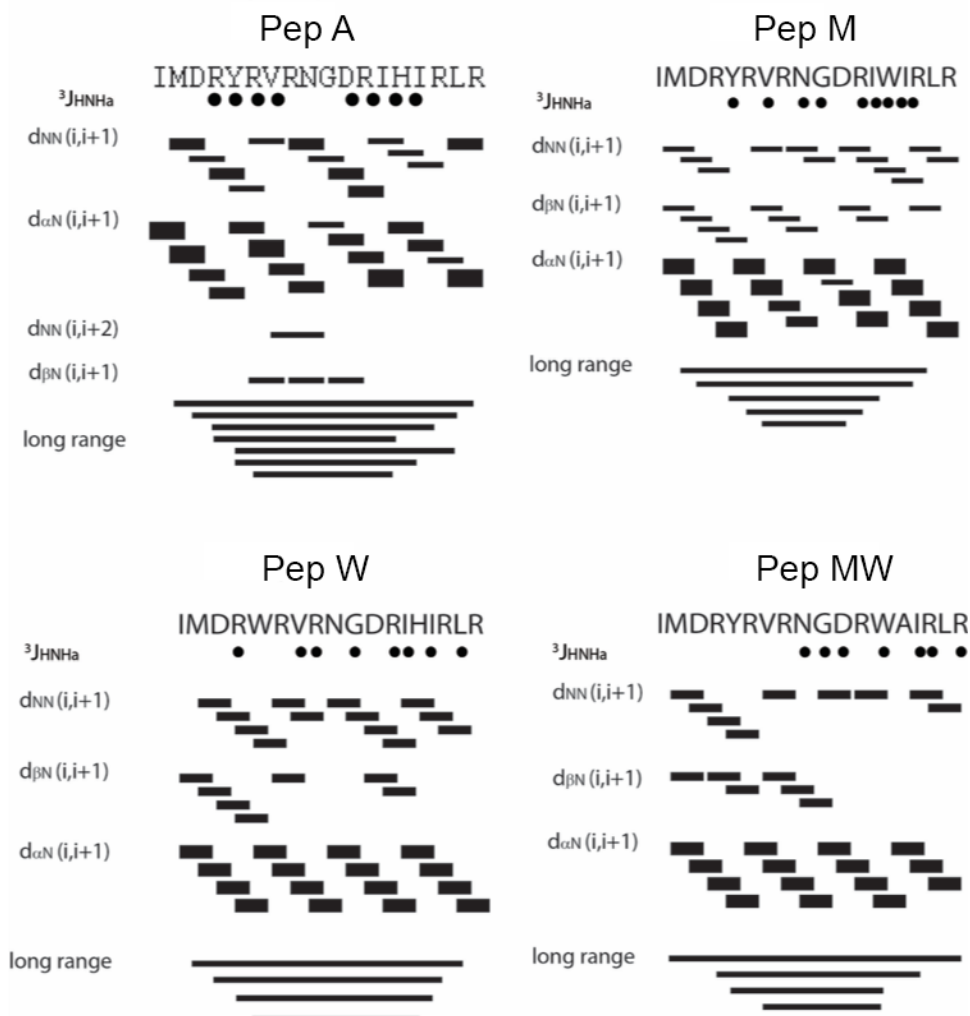 Pep A
IMDRYRVRNGDRIHIRLR
³JHNHa
dNN (i,i+1)
dαN (i,i+1)
dNN (i,i+2)
dβN (i,i+1)
long range
Pep M
IMDRYRVRNGDRIWIRLR
³JHNHa
dNN (i,i+1)
dβN (i,i+1)
dαN (i,i+1)
long range
Pep W
IMDRWRVRNGDRIHIRLR
³JHNHa
dNN (i,i+1)
dβN (i,i+1)
dαN (i,i+1)
long range
Pep MW
IMDRYRVRNGDRWAIRLR
³JHNHa
dNN (i,i+1)
dβN (i,i+1)
dαN (i,i+1)
long range